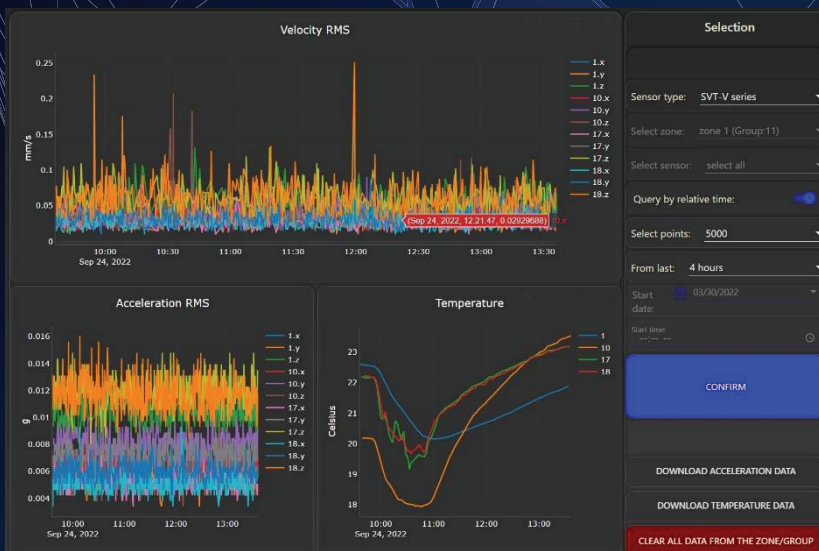 Velocity RMS
0.25
0.2
0.15
0.1
0.05
0
mm/s
10:00
10:30
11:00
11:30
12:00
12:30
13:00
13:30
Sep 24, 2022
(Sep 24, 2022, 12:21:47, 0.02929688)
10.x
1.x
1.y
1.z
10.x
10.z
17.x
17.y
17.z
18.x
18.y
18.z
Acceleration RMS
0.016
0.014
0.012
0.01
0.008
0.006
0.004
g
10:00
11:00
12:00
13:00
Sep 24, 2022
1.x
1.y
1.z
10.x
10.y
10.z
17.x
17.y
17.z
18.x
18.y
18.z
Temperature
23
22
21
20
19
18
Celsius
10:00
11:00
12:00
13:00
Sep 24, 2022
1
10
17
18
Selection
Sensor type: SVT-V series
Select zone: zone 1 (Group:11)
Select sensor: select all
Query by relative time:
Select points: 5000
From last: 4 hours
Start date: 03/30/2022
Start time:
--:-- --
CONFIRM
DOWNLOAD ACCELERATION DATA
DOWNLOAD TEMPERATURE DATA
CLEAR ALL DATA FROM THE ZONE/GROUP